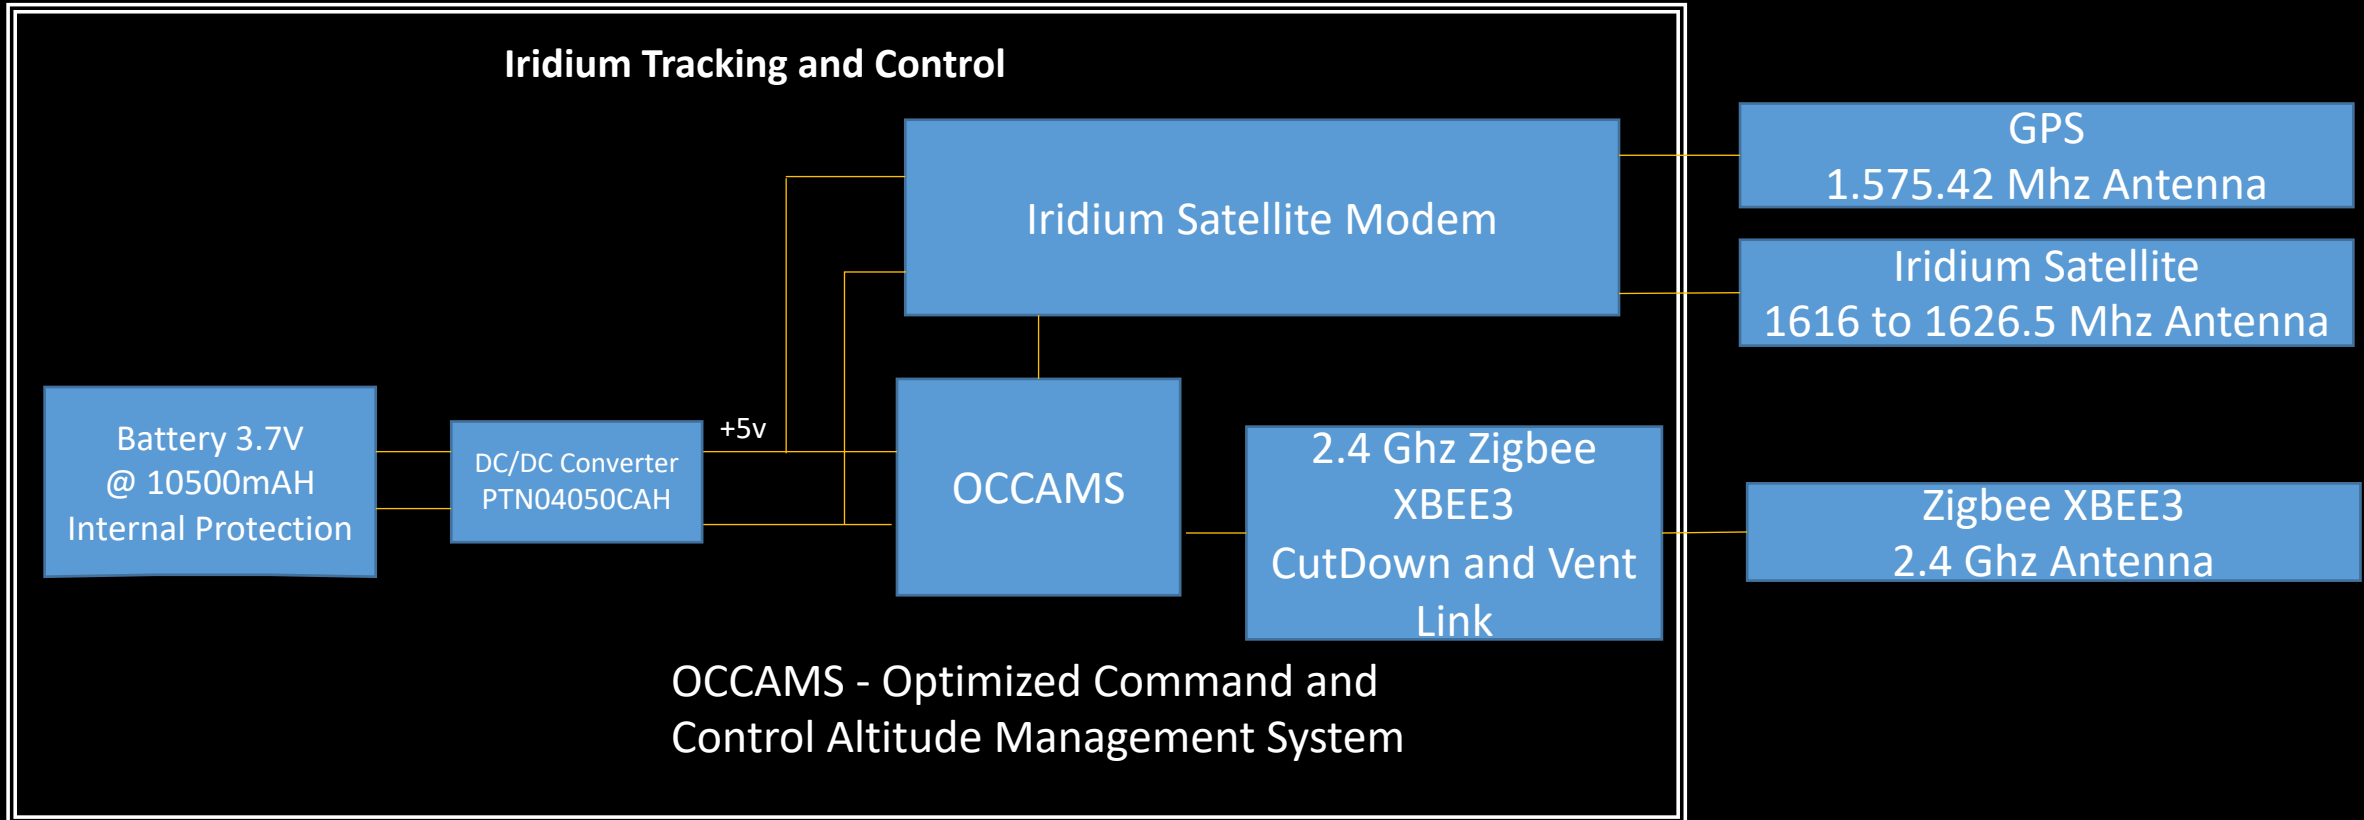 Iridium Tracking and Control
Iridium Satellite Modem
GPS
1.575.42 Mhz Antenna
Iridium Satellite
1616 to 1626.5 Mhz Antenna
Battery 3.7V
@ 10500mAH
Internal Protection
DC/DC Converter
PTN04050CAH
+5v
OCCAMS
2.4 Ghz Zigbee
XBEE3
CutDown and Vent
Link
Zigbee XBEE3
2.4 Ghz Antenna
OCCAMS - Optimized Command and
Control Altitude Management System